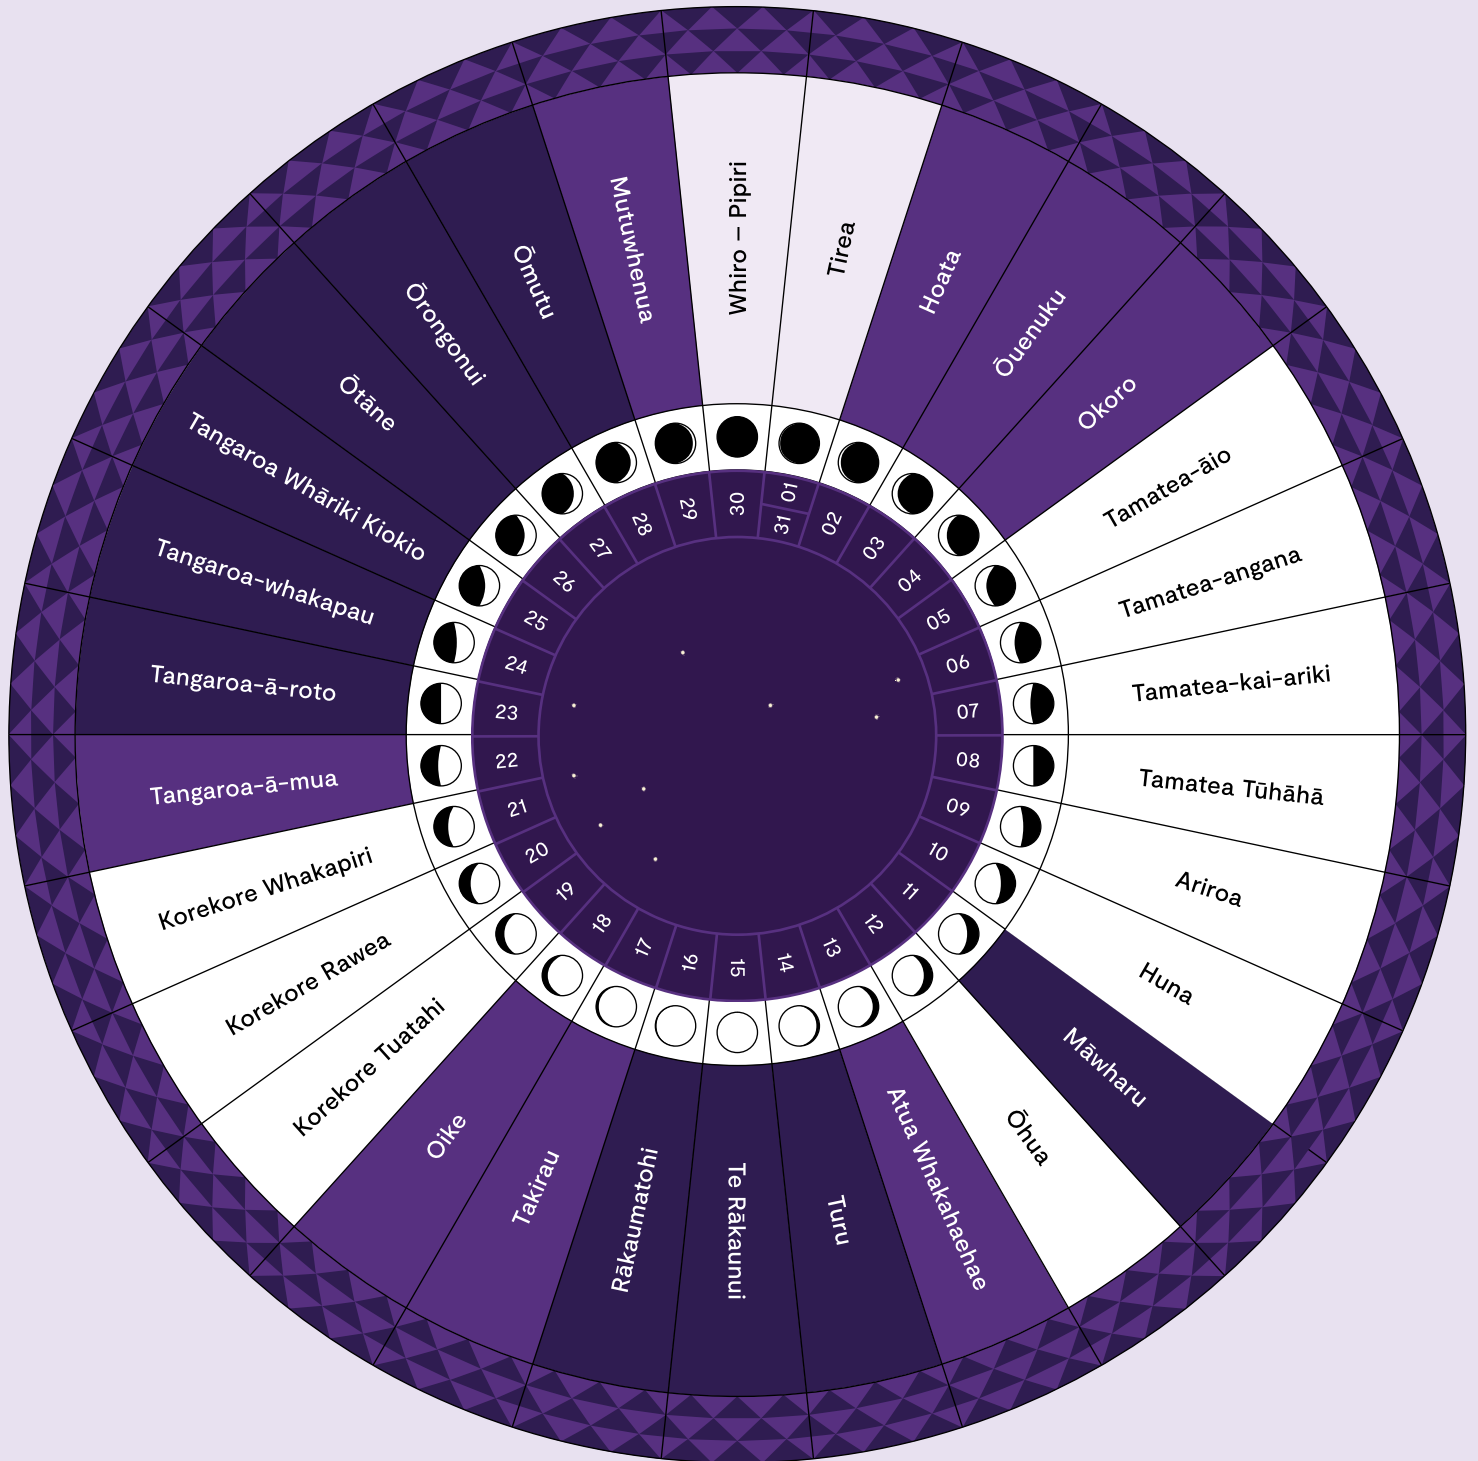 Whiro – Pipiri
Tirea
Hoata
Ōuenuku
Okoro
Tamatea-āio
Tamatea-angana
Tamatea-kai-ariki
Tamatea Tūhāhā
Ariroa
Huna
Māwharu
Ōhua
Atua Whakahaehae
Turu
Te Rākaunui
Rākaumatohi
Takirau
Oike
Korekore Tuatahi
Korekore Rawea
Korekore Whakapiri
Tangaroa-ā-mua
Tangaroa-ā-roto
Tangaroa-whakapau
Tangaroa Whāriki Kiokio
Ōtāne
Ōrongonui
Ōmutu
Mutuwhenua
30
01
31
02
03
04
05
06
07
08
09
10
11
12
13
14
15
16
17
18
19
20
21
22
23
24
25
26
27
28
29